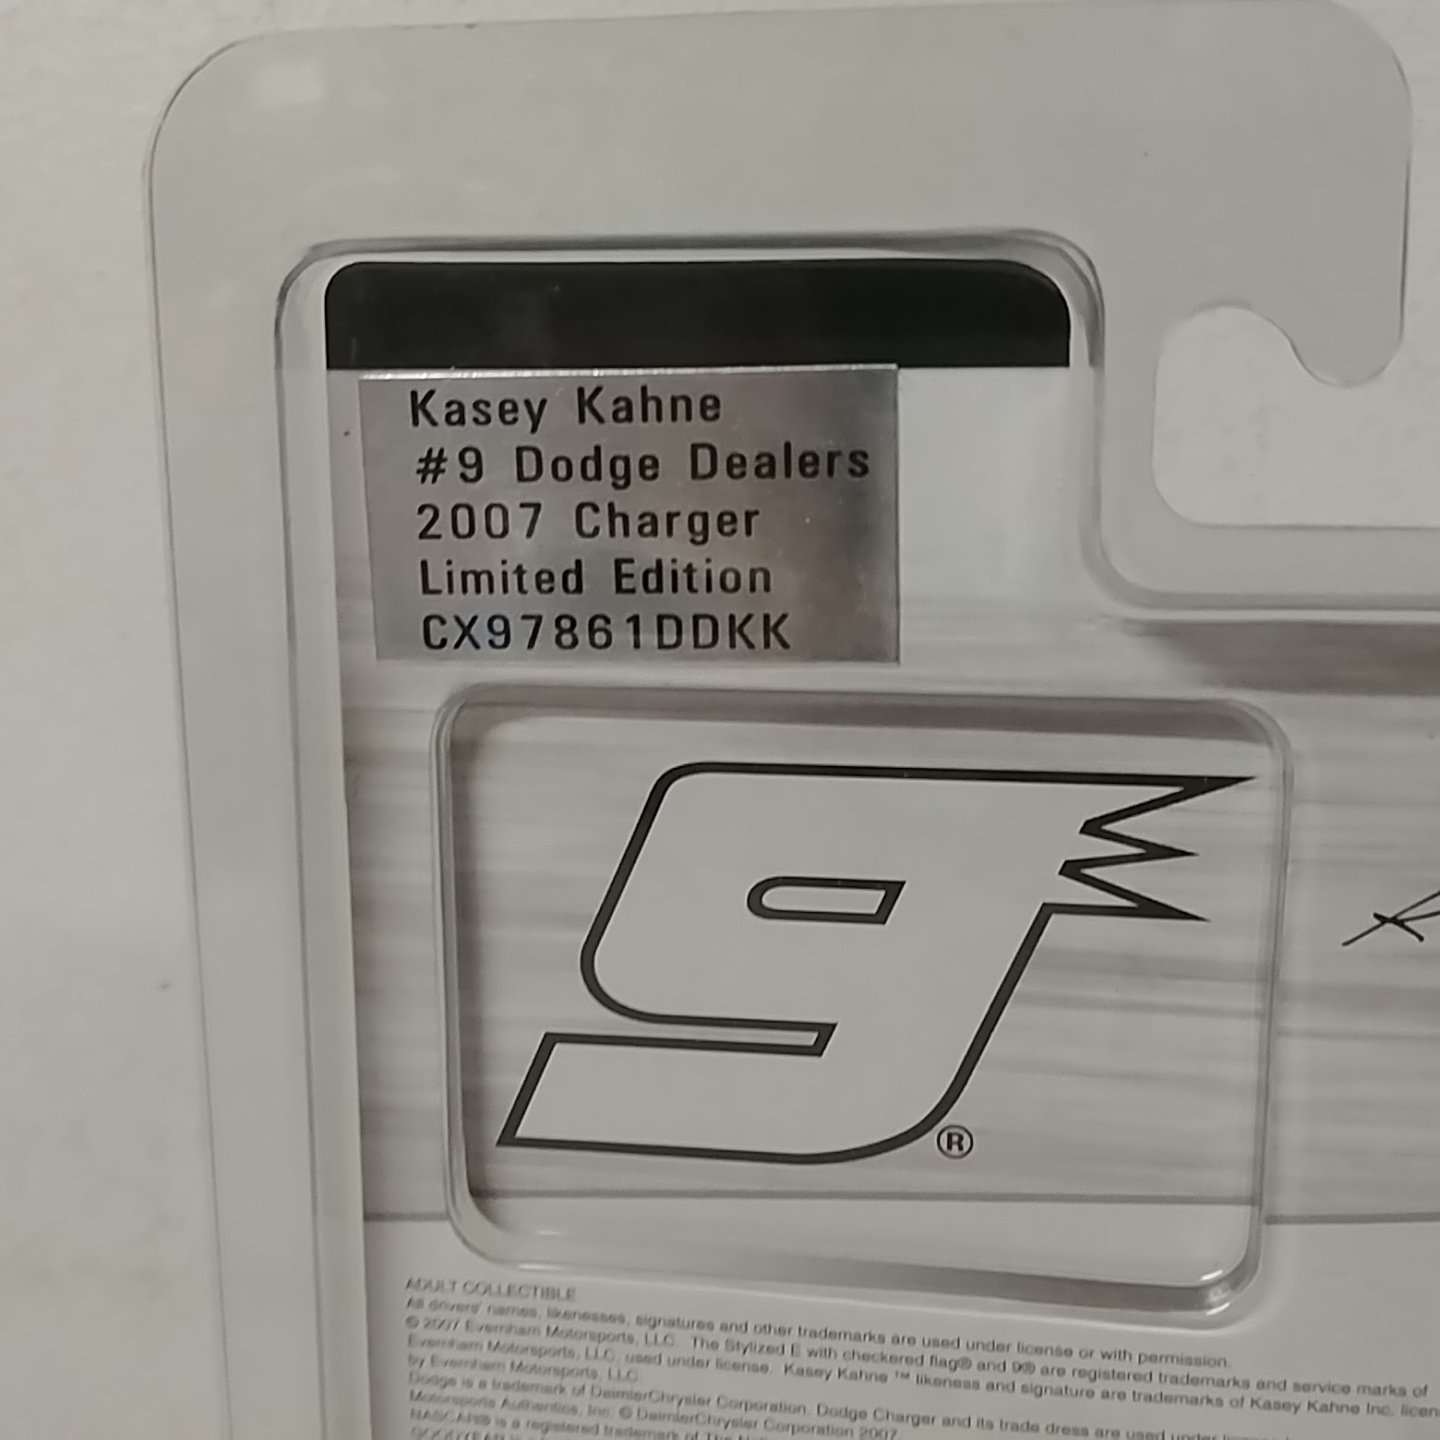 Kasey Kahne
#9 Dodge Dealers
2007 Charger
Limited Edition
CX97861DDKK
9
®
ADULT COLLECTIBLE
All drivers' names, likenesses, signatures and other trademarks are used under license or with permission.
© 2007 Evernham Motorsports, LLC. The Stylized E with checkered flag® and 9® are registered trademarks and service marks of
Evernham Motorsports, LLC, used under license. Kasey Kahne ™ likeness and signature are trademarks of Kasey Kahne Inc.
by Evernham Motorsports, LLC.
Dodge is a trademark of DaimlerChrysler Corporation. Dodge Charger and its trade dress are used under
Motorsports Authentics, Inc. © DaimlerChrysler Corporation 2007.
NASCAR® is a registered trademark of The